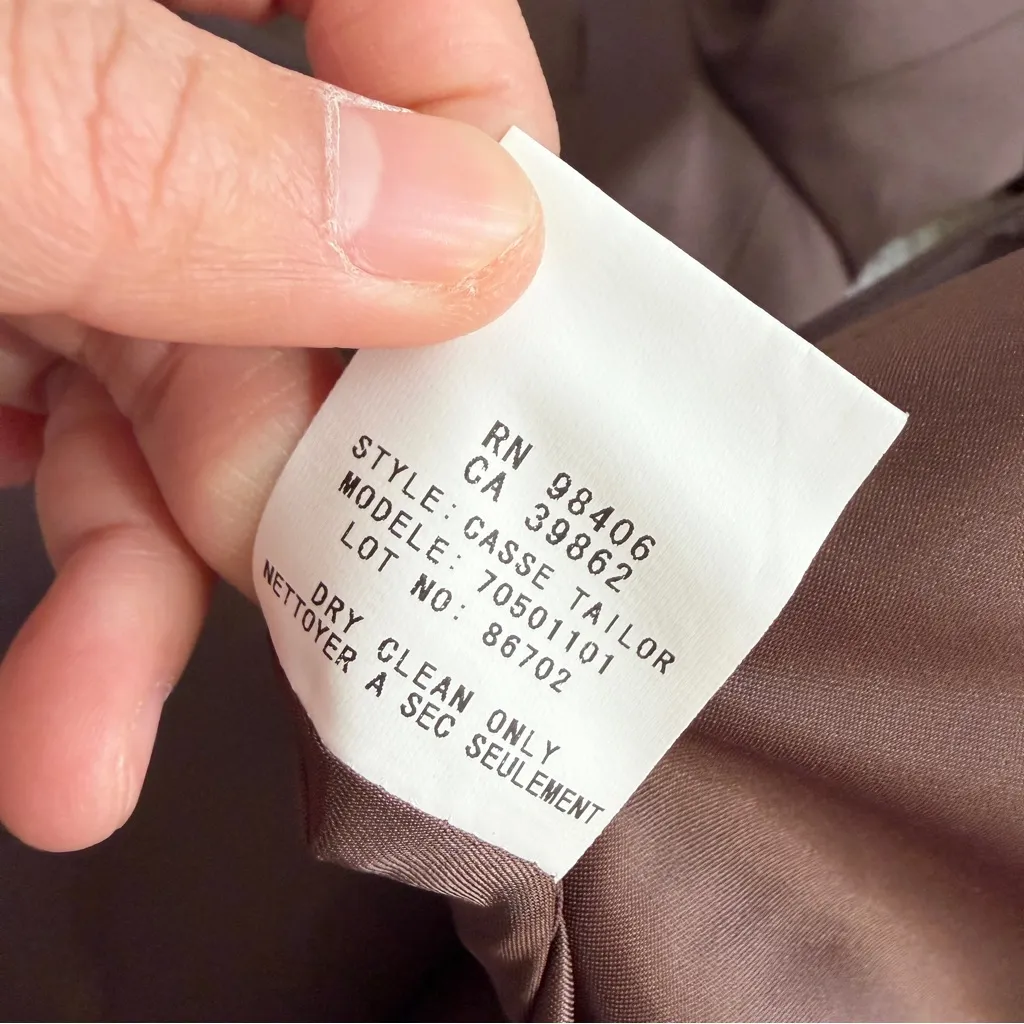 RN 98406
CA 39862
STYLE: CASSE TAILOR
MODELE: 70501101
LOT NO: 86702
DRY CLEAN ONLY
NETTOYER A SEC SEULEMENT